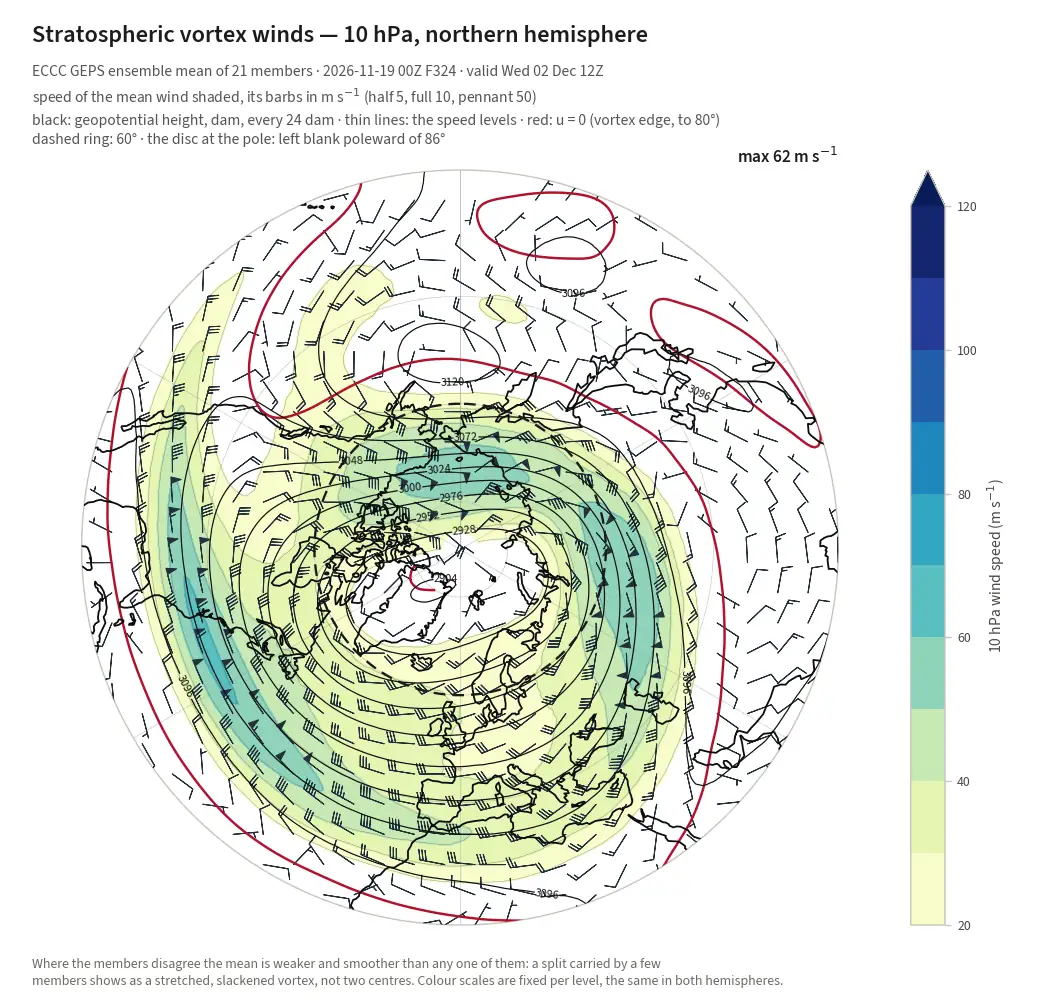 Stratospheric vortex winds — 10 hPa, northern hemisphere
ECCC GEPS ensemble mean of 21 members · 2026-11-19 00Z F324 · valid Wed 02 Dec 12Z
speed of the mean wind shaded, its barbs in m s⁻¹ (half 5, full 10, pennant 50)
black: geopotential height, dam, every 24 dam · thin lines: the speed levels · red: u = 0 (vortex edge, to 80°)
dashed ring: 60° · the disc at the pole: left blank poleward of 86°
max 62 m s⁻¹
120
100
80
60
40
20
10 hPa wind speed (m s⁻¹)
3096
3120
3096
3072
3048
3024
3000
2976
2952
2928
2904
3096
3096
3096
Where the members disagree the mean is weaker and smoother than any one of them: a split carried by a few
members shows as a stretched, slackened vortex, not two centres. Colour scales are fixed per level, the same in both hemispheres.